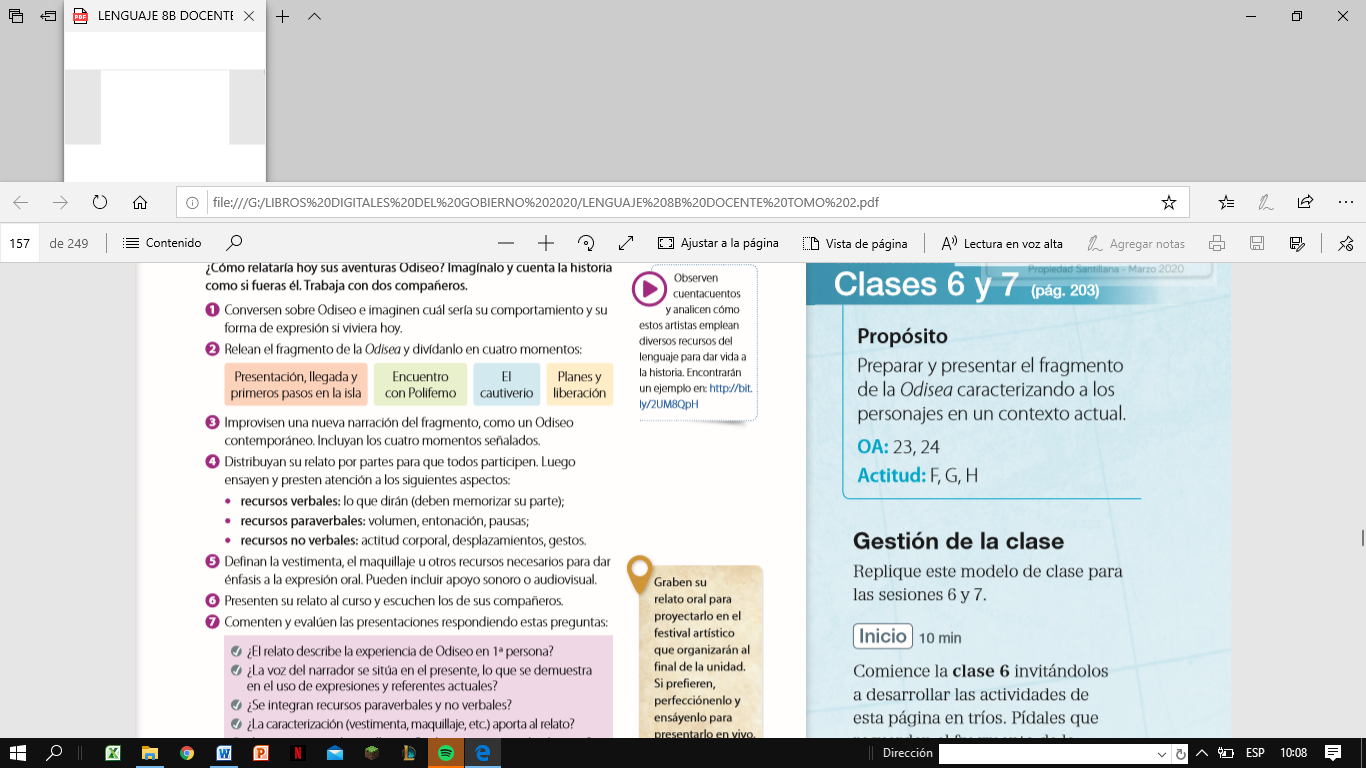 LENGUAJE 8B DOCENTE
file:///G:/LIBROS%20DIGITALES%20DEL%20GOBIERNO%202020/LENGUAJE%208B%20DOCENTE%20TOMO%202.pdf
157 de 249 Contenido Ajustar a la página Vista de página Lectura en voz alta Agregar notas
¿Cómo relataría hoy sus aventuras Odiseo? Imagínalo y cuenta la historia
como si fueras él. Trabaja con dos compañeros.
1 Conversen sobre Odiseo e imaginen cuál sería su comportamiento y su
forma de expresión si viviera hoy.
2 Relean el fragmento de la Odisea y divídanlo en cuatro momentos:
Presentación, llegada y
primeros pasos en la isla
Encuentro
con Polifemo
El
cautiverio
Planes y
liberación
3 Improvisen una nueva narración del fragmento, como un Odiseo
contemporáneo. Incluyan los cuatro momentos señalados.
4 Distribuyan su relato por partes para que todos participen. Luego
ensayen y presten atención a los siguientes aspectos:
• recursos verbales: lo que dirán (deben memorizar su parte);
• recursos paraverbales: volumen, entonación, pausas;
• recursos no verbales: actitud corporal, desplazamientos, gestos.
5 Definan la vestimenta, el maquillaje u otros recursos necesarios para dar
énfasis a la expresión oral. Pueden incluir apoyo sonoro o audiovisual.
6 Presenten su relato al curso y escuchen los de sus compañeros.
7 Comenten y evalúen las presentaciones respondiendo estas preguntas:
¿El relato describe la experiencia de Odiseo en 1ª persona?
¿La voz del narrador se sitúa en el presente, lo que se demuestra
en el uso de expresiones y referentes actuales?
¿Se integran recursos paraverbales y no verbales?
¿La caracterización (vestimenta, maquillaje, etc.) aporta al relato?
Observen
cuentacuentos
y analicen cómo
estos artistas emplean
diversos recursos del
lenguaje para dar vida a
la historia. Encontrarán
un ejemplo en: http://bit.
ly/2UM8QpH
Graben su
relato oral para
proyectarlo en el
festival artístico
que organizarán al
final de la unidad.
Si prefieren,
perfecciónenlo y
ensáyenlo para
presentarlo en vivo.
Propiedad Santillana - Marzo 2020
Clases 6 y 7 (pág. 203)
Propósito
Preparar y presentar el fragmento
de la Odisea caracterizando a los
personajes en un contexto actual.
OA: 23, 24
Actitud: F, G, H
Gestión de la clase
Replique este modelo de clase para
las sesiones 6 y 7.
Inicio 10 min
Comience la clase 6 invitándolos
a desarrollar las actividades de
esta página en tríos. Pídales que
Dirección ESP 10:08